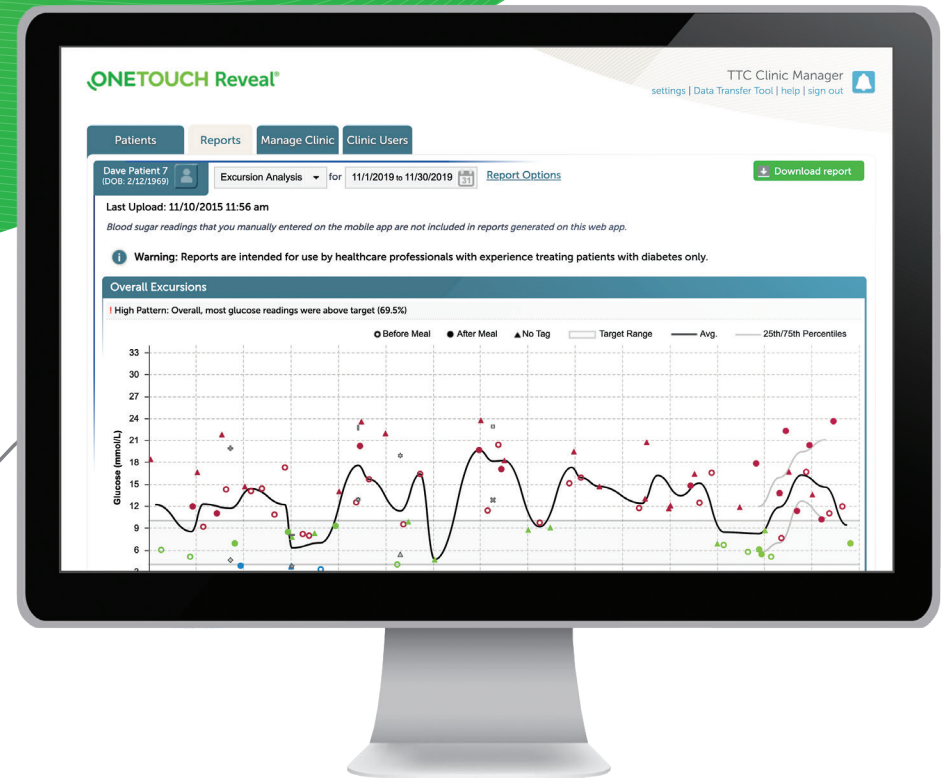 ONETOUCH Reveal®
TTC Clinic Manager
settings | Data Transfer Tool | help | sign out
Patients Reports Manage Clinic Clinic Users
Dave Patient 7
(DOB: 2/12/1969)
Excursion Analysis for 11/1/2019 to 11/30/2019 31 Report Options
Download report
Last Upload: 11/10/2015 11:56 am
Blood sugar readings that you manually entered on the mobile app are not included in reports generated on this web app.
i Warning: Reports are intended for use by healthcare professionals with experience treating patients with diabetes only.
Overall Excursions
! High Pattern: Overall, most glucose readings were above target (69.5%)
Before Meal After Meal No Tag Target Range Avg. 25th/75th Percentiles
Glucose (mmol/L)
33
30
27
24
21
18
15
12
9
6
3